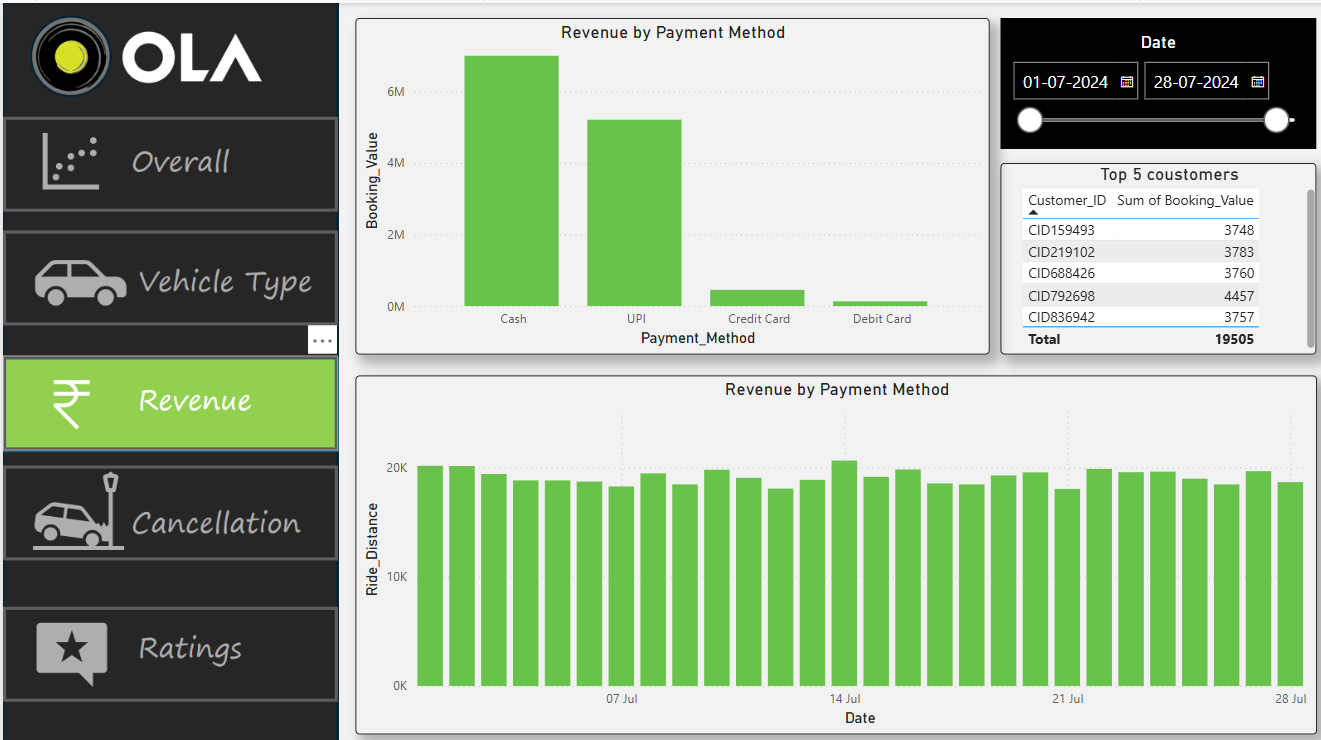 OLA
Overall
Vehicle Type
...
Revenue
Cancellation
Ratings
Revenue by Payment Method
6M
4M
2M
0M
Booking_Value
Cash UPI Credit Card Debit Card
Payment_Method
Date
01-07-2024 28-07-2024
Top 5 coustomers
Customer_ID Sum of Booking_Value
CID159493 3748
CID219102 3783
CID688426 3760
CID792698 4457
CID836942 3757
Total 19505
Revenue by Payment Method
20K
10K
0K
Ride_Distance
07 Jul 14 Jul 21 Jul 28 Jul
Date